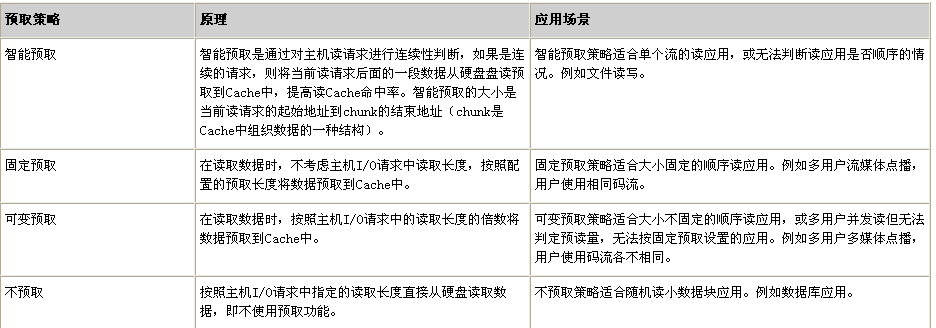 预取策略
原理
应用场景
智能预取
智能预取是通过对主机读请求进行连续性判断，如果是连
续的请求，则将当前读请求后面的一段数据从硬盘盘读预
取到Cache中，提高读Cache命中率。智能预取的大小是
当前读请求的起始地址到chunk的结束地址（chunk是
Cache中组织数据的一种结构）。
智能预取策略适合单个流的读应用，或无法判断读应用是否顺序的情
况。例如文件读写。
固定预取
在读取数据时，不考虑主机I/O请求中读取长度，按照配
置的预取长度将数据预取到Cache中。
固定预取策略适合大小固定的顺序读应用。例如多用户流媒体点播，
用户使用相同码流。
可变预取
在读取数据时，按照主机I/O请求中的读取长度的倍数将
数据预取到Cache中。
可变预取策略适合大小不固定的顺序读应用，或多用户并发读但无法
判定预读量，无法按固定预取设置的应用。例如多用户多媒体点播，
用户使用码流各不相同。
不预取
按照主机I/O请求中指定的读取长度直接从硬盘读取数
据，即不使用预取功能。
不预取策略适合随机读小数据块应用。例如数据库应用。